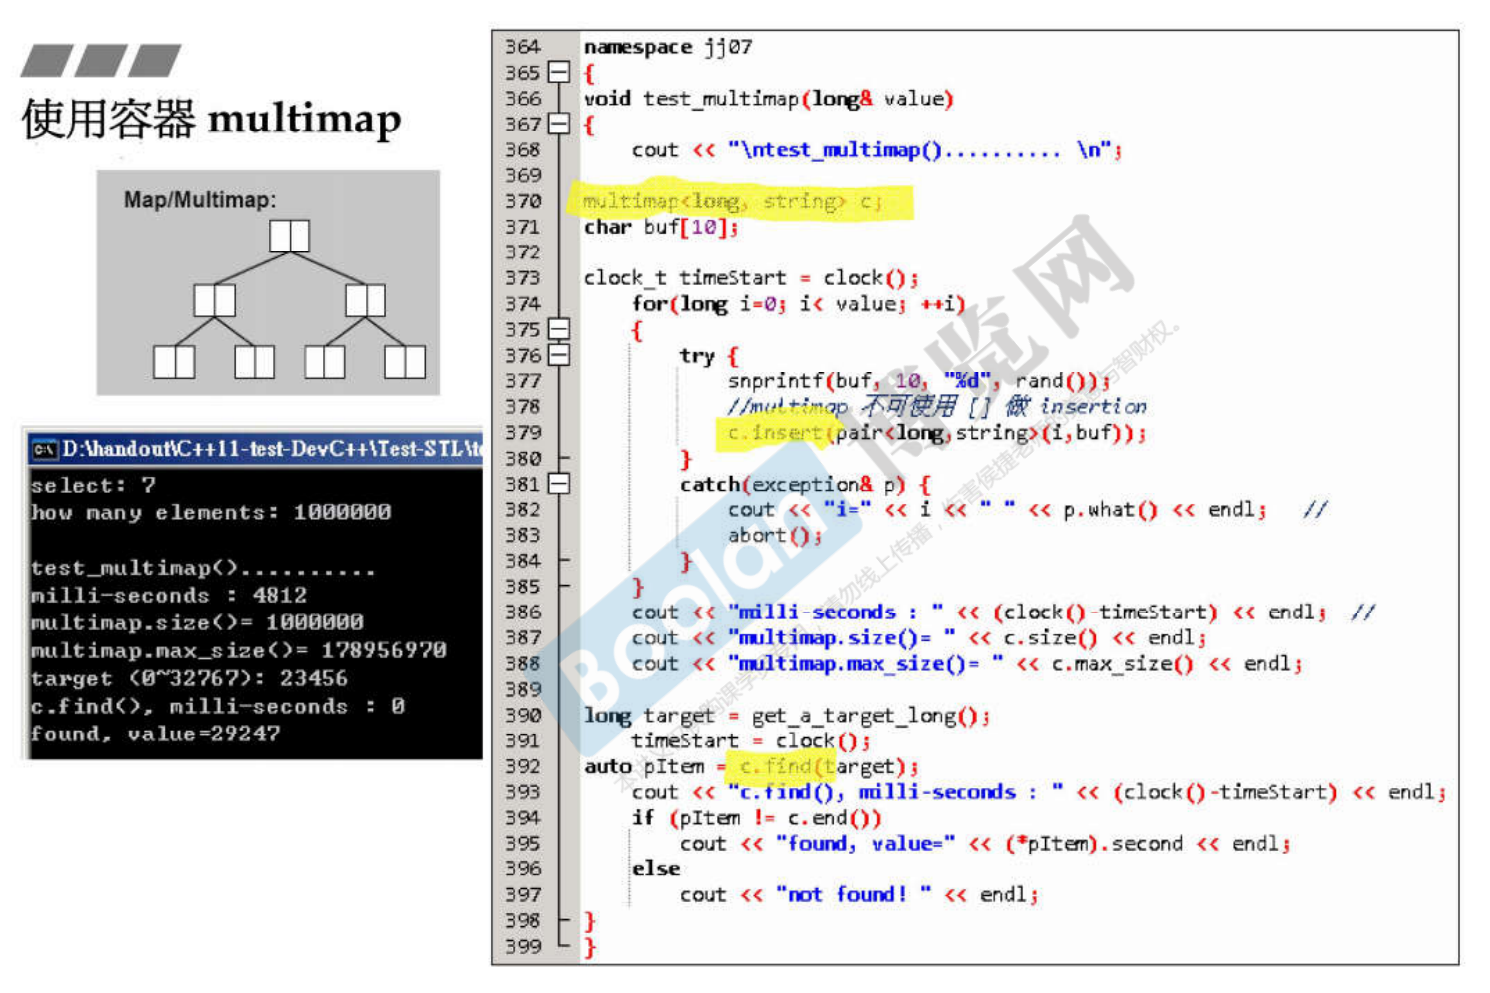 使用容器 multimap
Map/Multimap:
D:\handout\C++11-test-DevC++\Test-STL\te
select: 7
how many elements: 1000000
test_multimap()..........
milli-seconds : 4812
multimap.size()= 1000000
multimap.max_size()= 178956970
target (0~32767): 23456
c.find(), milli-seconds : 0
found, value=29247
364 namespace jj07
365 {
366 void test_multimap(long& value)
367 {
368 cout << "\ntest_multimap().......... \n";
369
370 multimap<long, string> c;
371 char buf[10];
372
373 clock_t timeStart = clock();
374 for(long i=0; i< value; ++i)
375 {
376 try {
377 snprintf(buf, 10, "%d", rand());
378 //multimap 不可使用 [] 做 insertion
379 c.insert(pair<long,string>(i,buf));
380 }
381 catch(exception& p) {
382 cout << "i=" << i << " " << p.what() << endl; //
383 abort();
384 }
385 }
386 cout << "milli-seconds : " << (clock()-timeStart) << endl; //
387 cout << "multimap.size()= " << c.size() << endl;
388 cout << "multimap.max_size()= " << c.max_size() << endl;
389
390 long target = get_a_target_long();
391 timeStart = clock();
392 auto pItem = c.find(target);
393 cout << "c.find(), milli-seconds : " << (clock()-timeStart) << endl;
394 if (pItem != c.end())
395 cout << "found, value=" << (*pItem).second << endl;
396 else
397 cout << "not found! " << endl;
398 }
399 }
Boolan 博览网